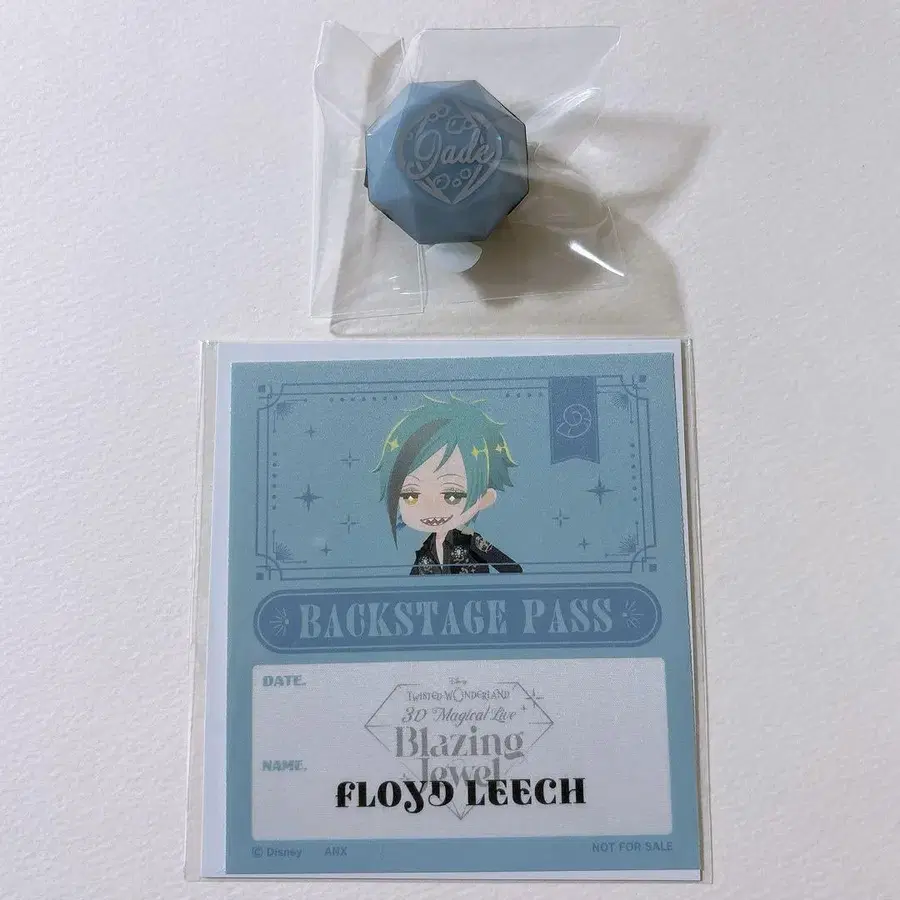 Jade
BACKSTAGE PASS
DATE.
Disney
TWISTED WONDERLAND
3D Magical Live
Blazing
Jewel
NAME.
FLOYD LEECH
© Disney ANX
NOT FOR SALE